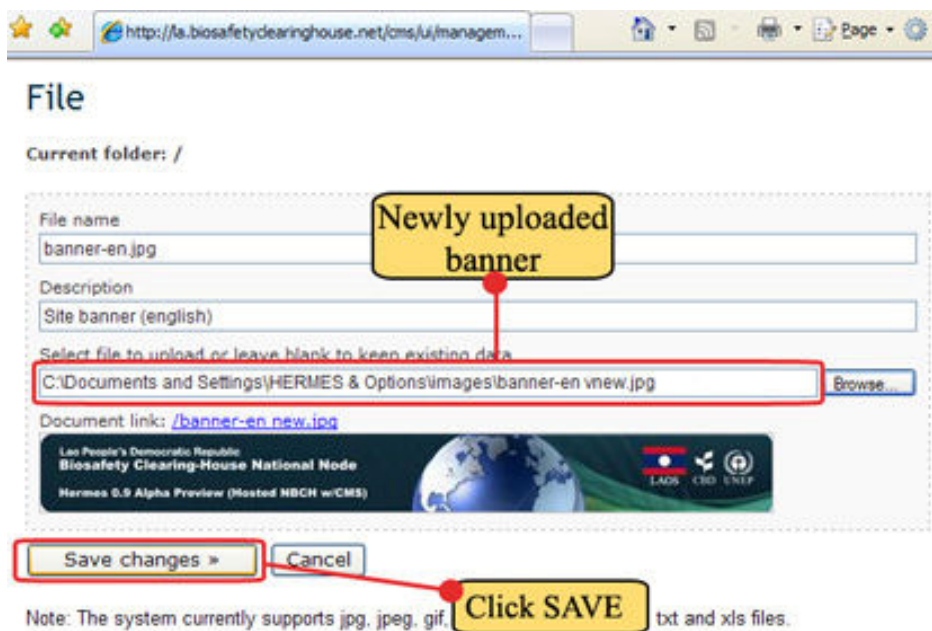 http://la.biosafetyclearinghouse.net/cms/ui/managem...
Page
File
Current folder: /
File name
banner-en.jpg
Newly uploaded
banner
Description
Site banner (english)
Select file to upload or leave blank to keep existing data
C:\Documents and Settings\HERMES & Options\images\banner-en vnew.jpg
Browse...
Document link: /banner-en new.jpg
Lao People's Democratic Republic
Biosafety Clearing-House National Node
Hermes 0.9 Alpha Preview (Hosted NBCH w/CMS)
LAOS CBD UNEP
Save changes »
Cancel
Click SAVE
Note: The system currently supports jpg, jpeg, gif, txt and xls files.